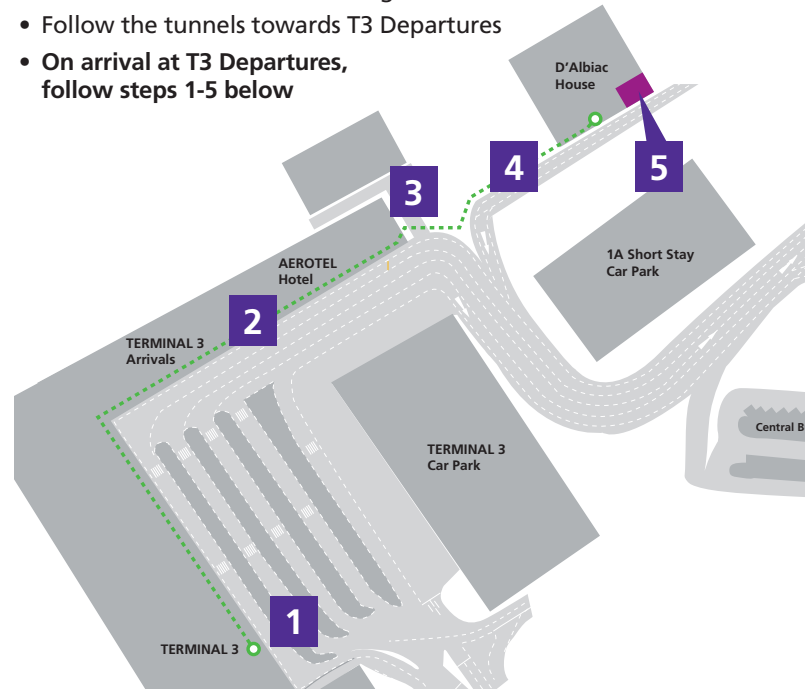 • Follow the tunnels towards T3 Departures
• On arrival at T3 Departures,
follow steps 1-5 below
D’Albiac
House
4
5
3
1A Short Stay
Car Park
AEROTEL
Hotel
2
TERMINAL 3
Arrivals
Central B
TERMINAL 3
Car Park
1
TERMINAL 3